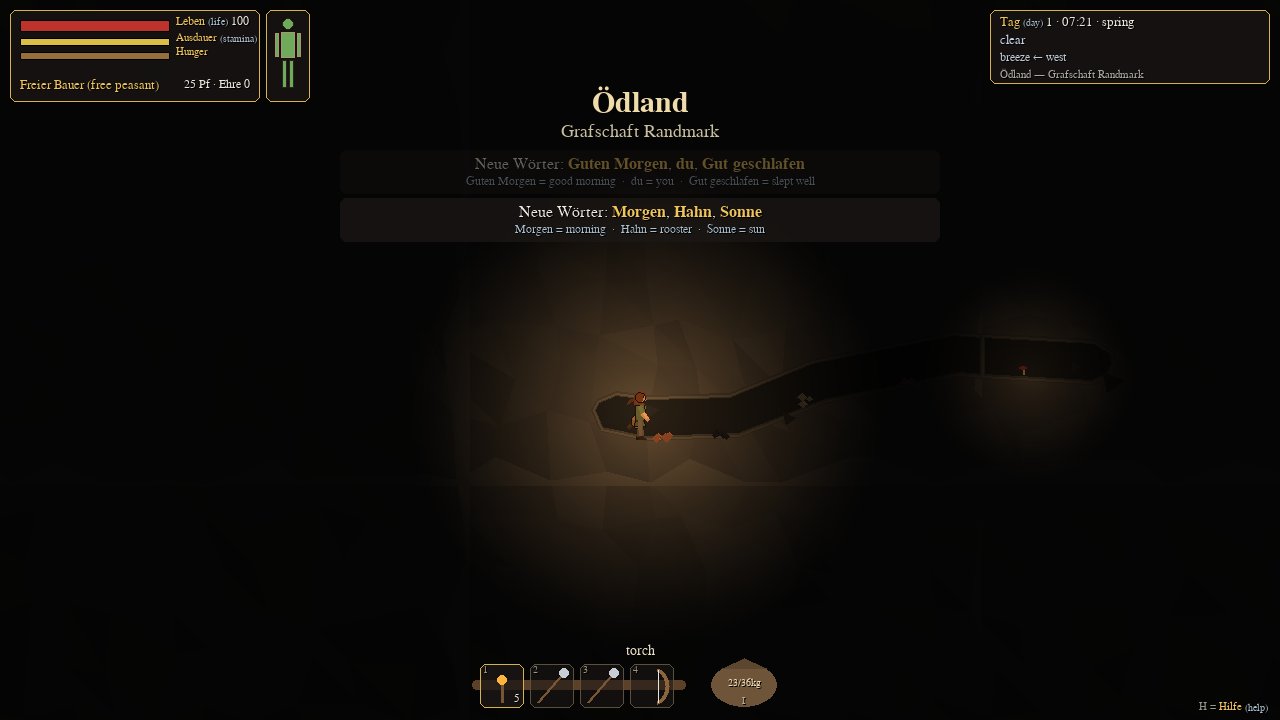 Leben (life) 100
Ausdauer (stamina)
Hunger
Freier Bauer (free peasant) 25 Pf · Ehre 0
Tag (day) 1 · 07:21 · spring
clear
breeze ← west
Ödland — Grafschaft Randmark
Ödland
Grafschaft Randmark
Neue Wörter: Guten Morgen, du, Gut geschlafen
Guten Morgen = good morning · du = you · Gut geschlafen = slept well
Neue Wörter: Morgen, Hahn, Sonne
Morgen = morning · Hahn = rooster · Sonne = sun
torch
1 5 2 3 4
23/36kg
I
H = Hilfe (help)